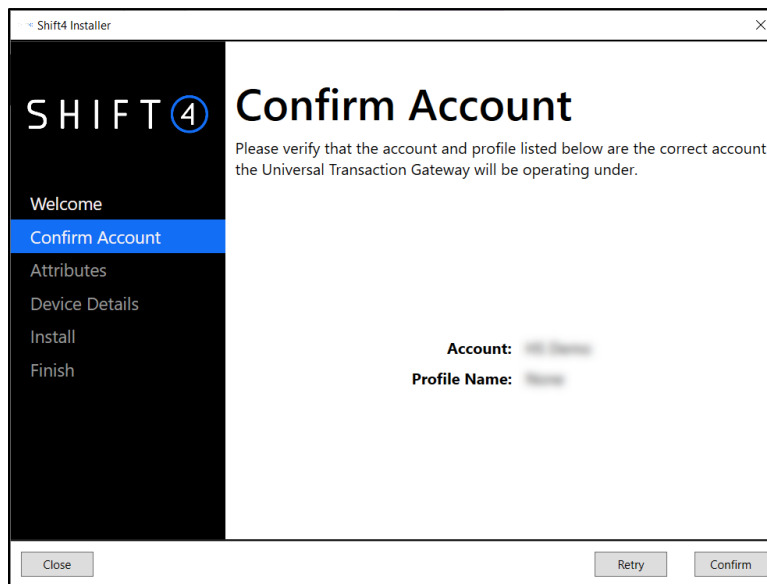 Shift4 Installer
SHIFT4
Confirm Account
Please verify that the account and profile listed below are the correct account
the Universal Transaction Gateway will be operating under.
Welcome
Confirm Account
Attributes
Device Details
Install
Finish
Account:
Profile Name:
Close
Retry
Confirm